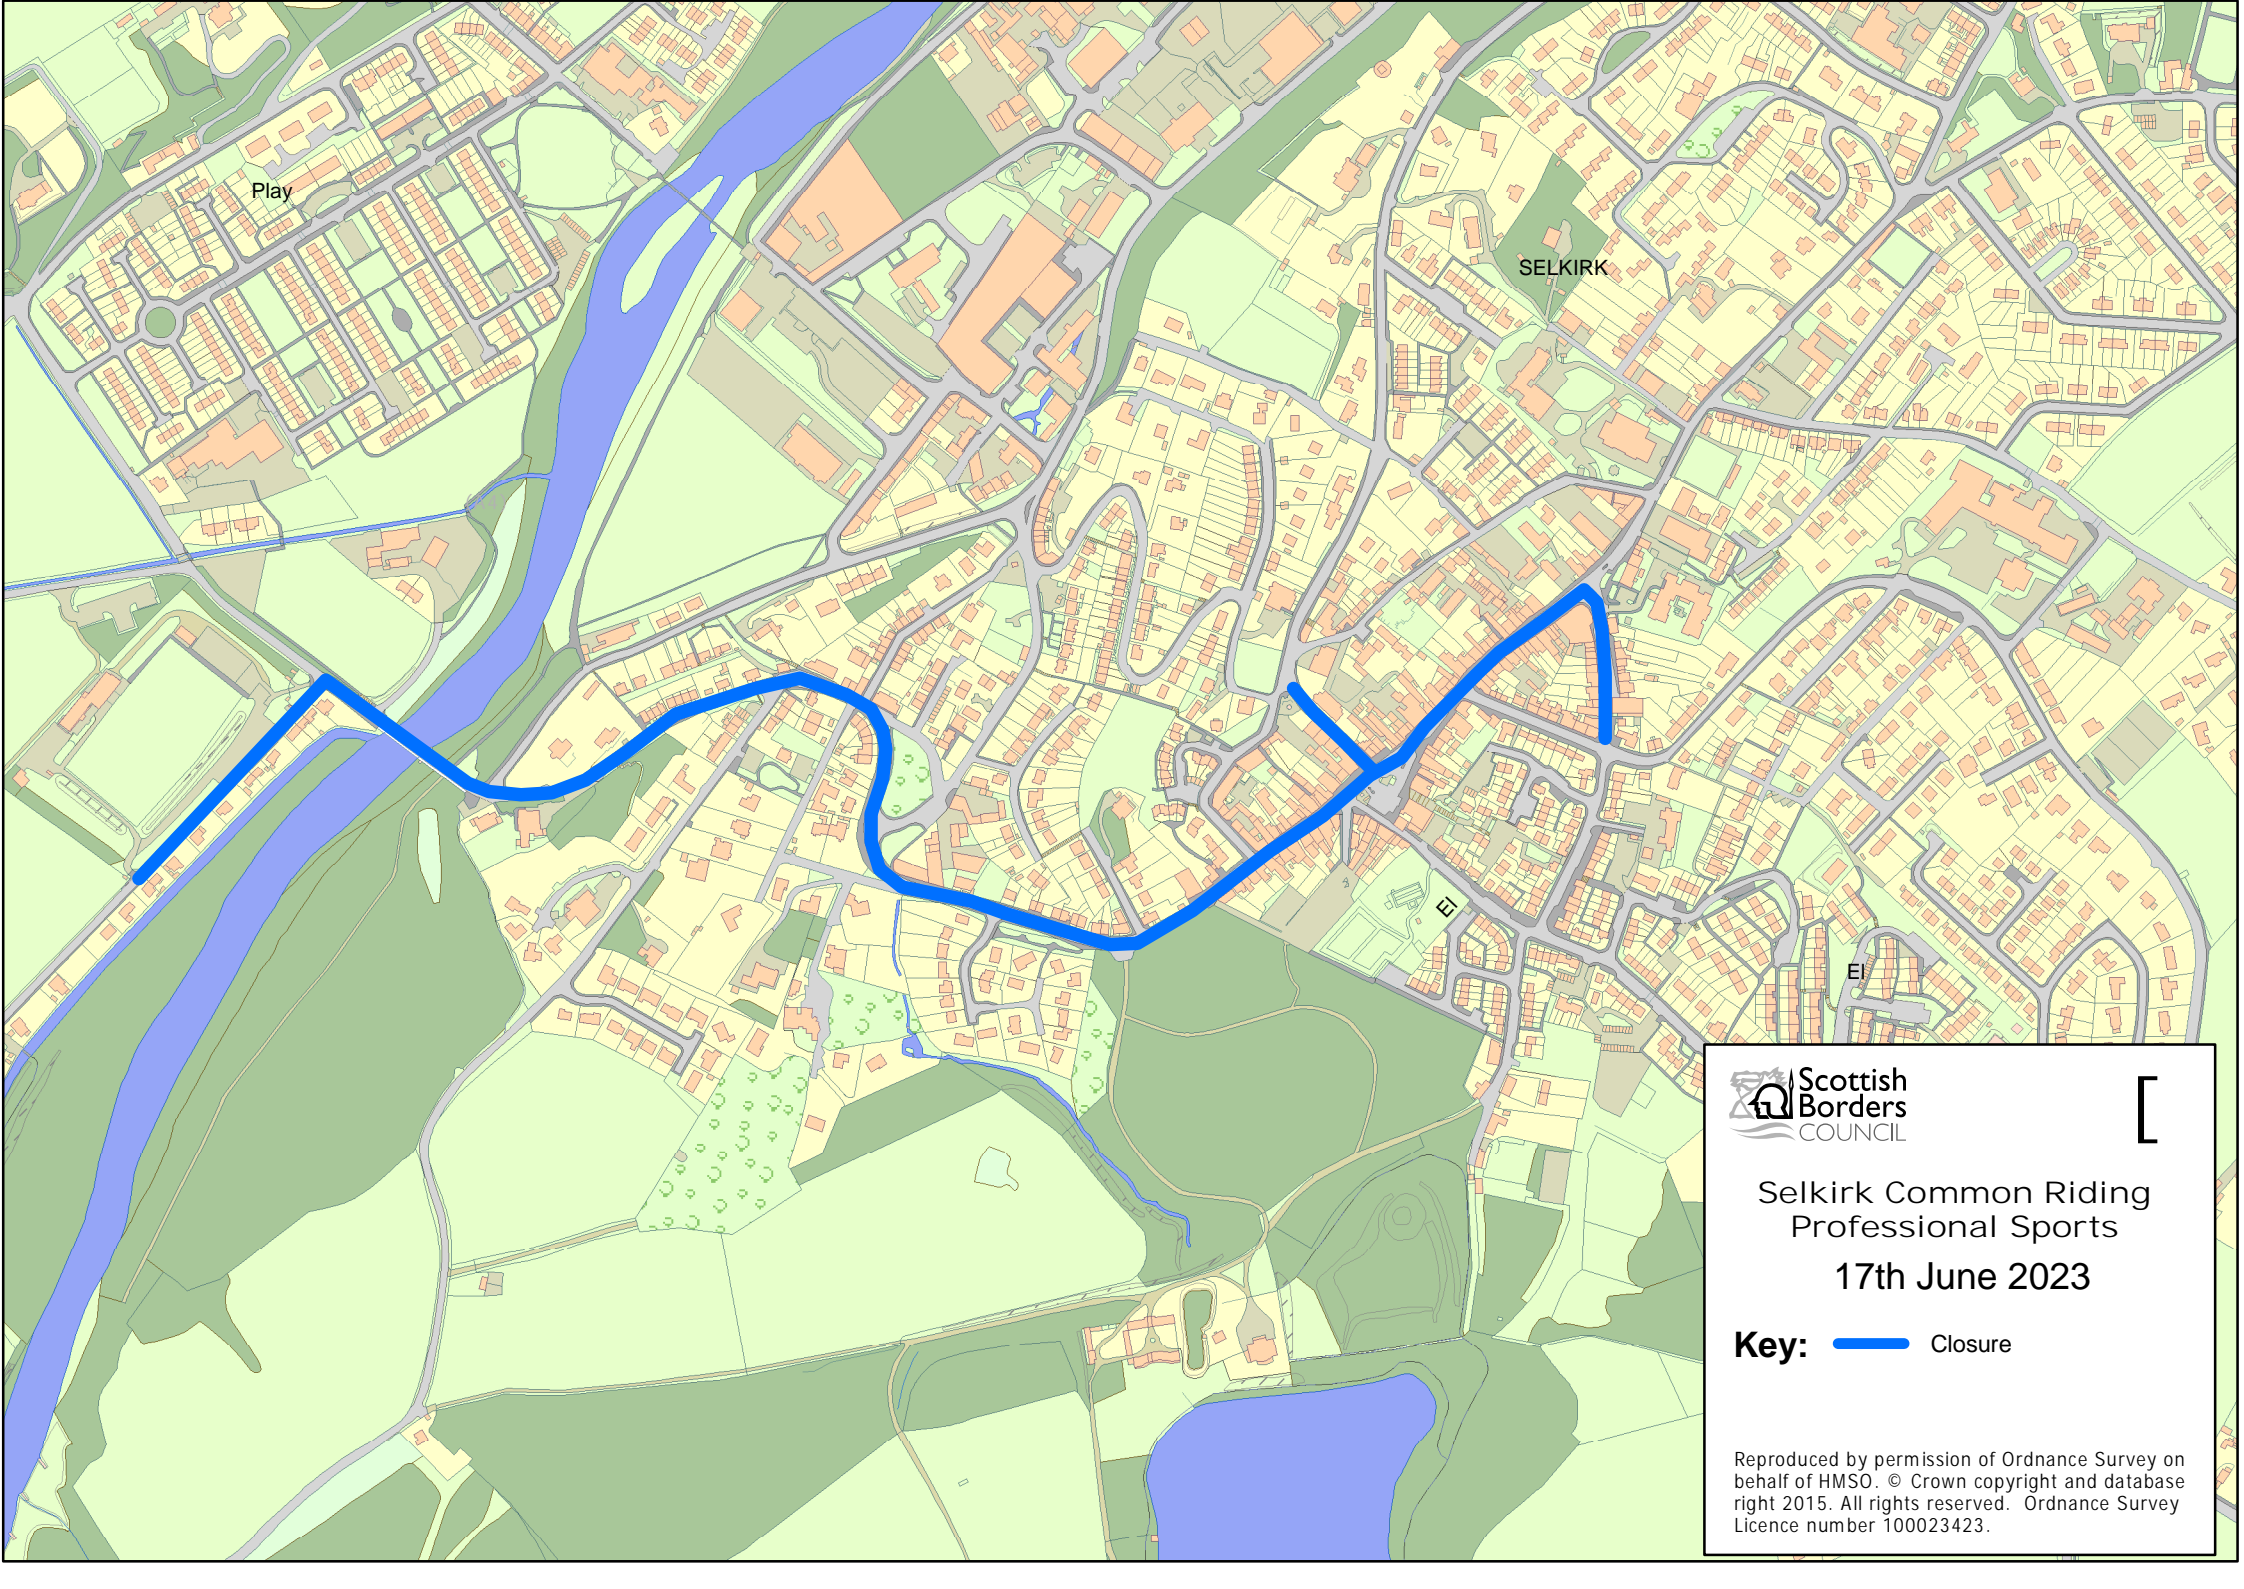 Play
SELKIRK
El
El
Scottish
Borders
COUNCIL
[
Selkirk Common Riding
Professional Sports
17th June 2023
Key: Closure
Reproduced by permission of Ordnance Survey on
behalf of HMSO. © Crown copyright and database
right 2015. All rights reserved. Ordnance Survey
Licence number 100023423.